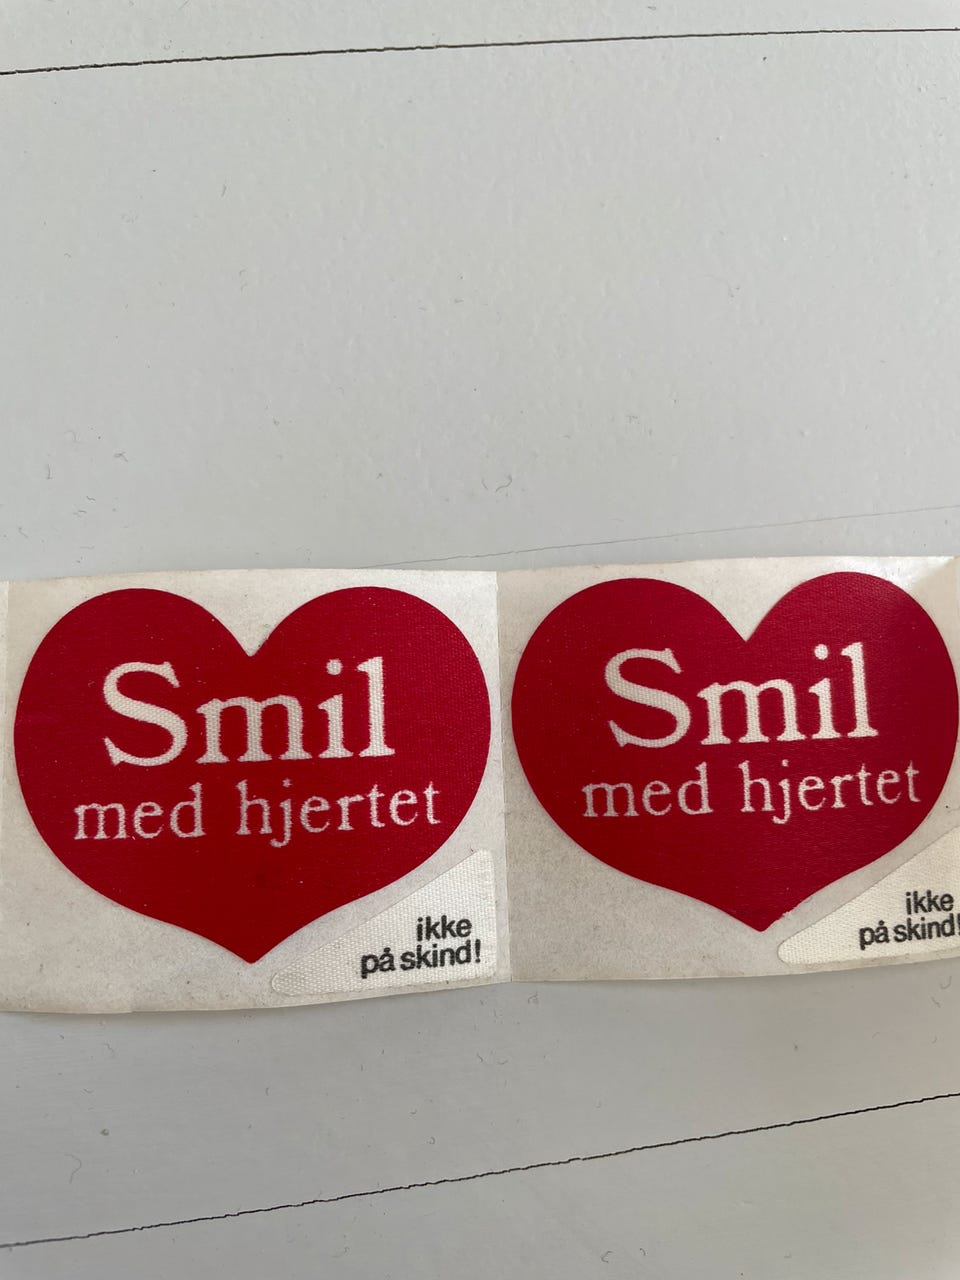 Smil
med hjertet
ikke
på skind!
Smil
med hjertet
ikke
på skind!